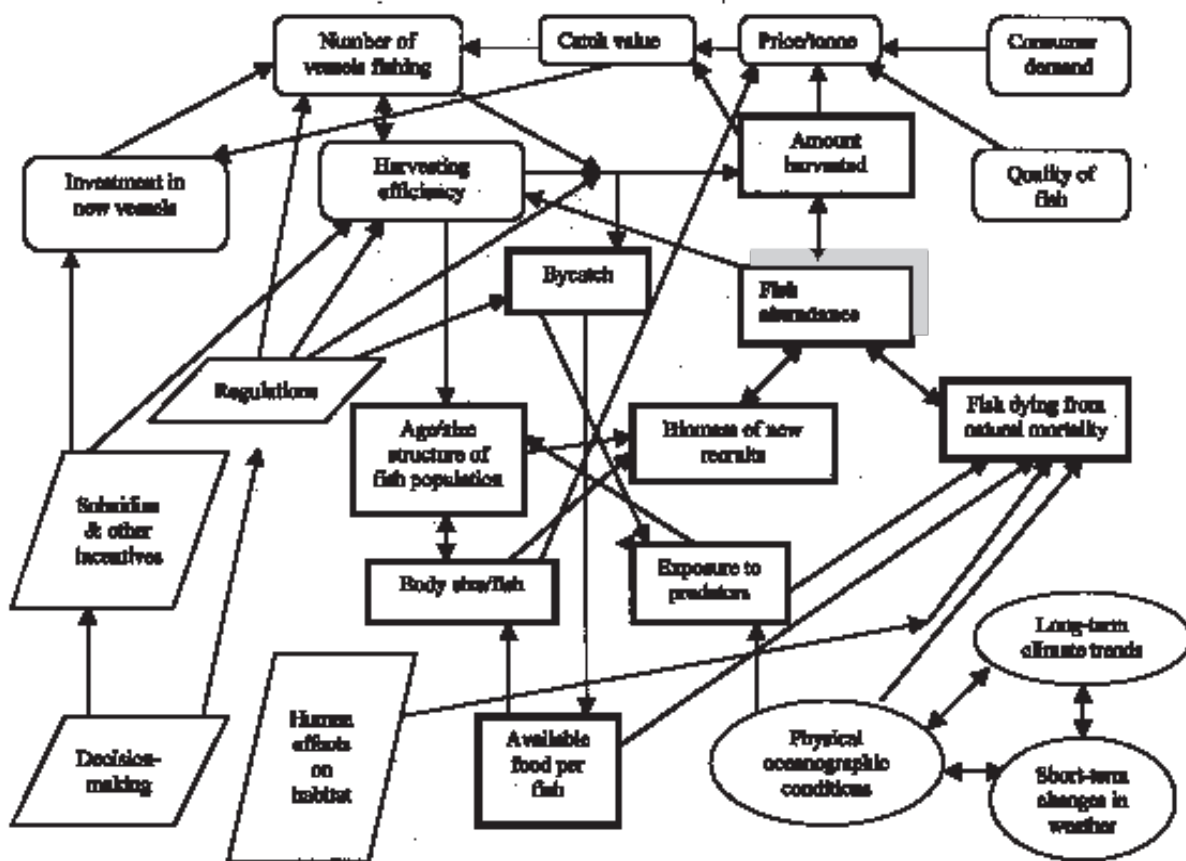 Number of
vessels fishing
Catch value
Price/tonne
Consumer
demand
Investment in
new vessels
Harvesting
efficiency
Amount
harvested
Quality of
fish
Bycatch
Fish
abundance
Regulations
Age/size
structure of
fish population
Biomass of new
recruits
Fish dying from
natural mortality
Subsidies
& other
incentives
Body size/fish
Exposure to
predators
Long-term
climate trends
Decision-
making
Human
effects
on
habitat
Available
food per
fish
Physical
oceanographic
conditions
Short-term
changes in
weather